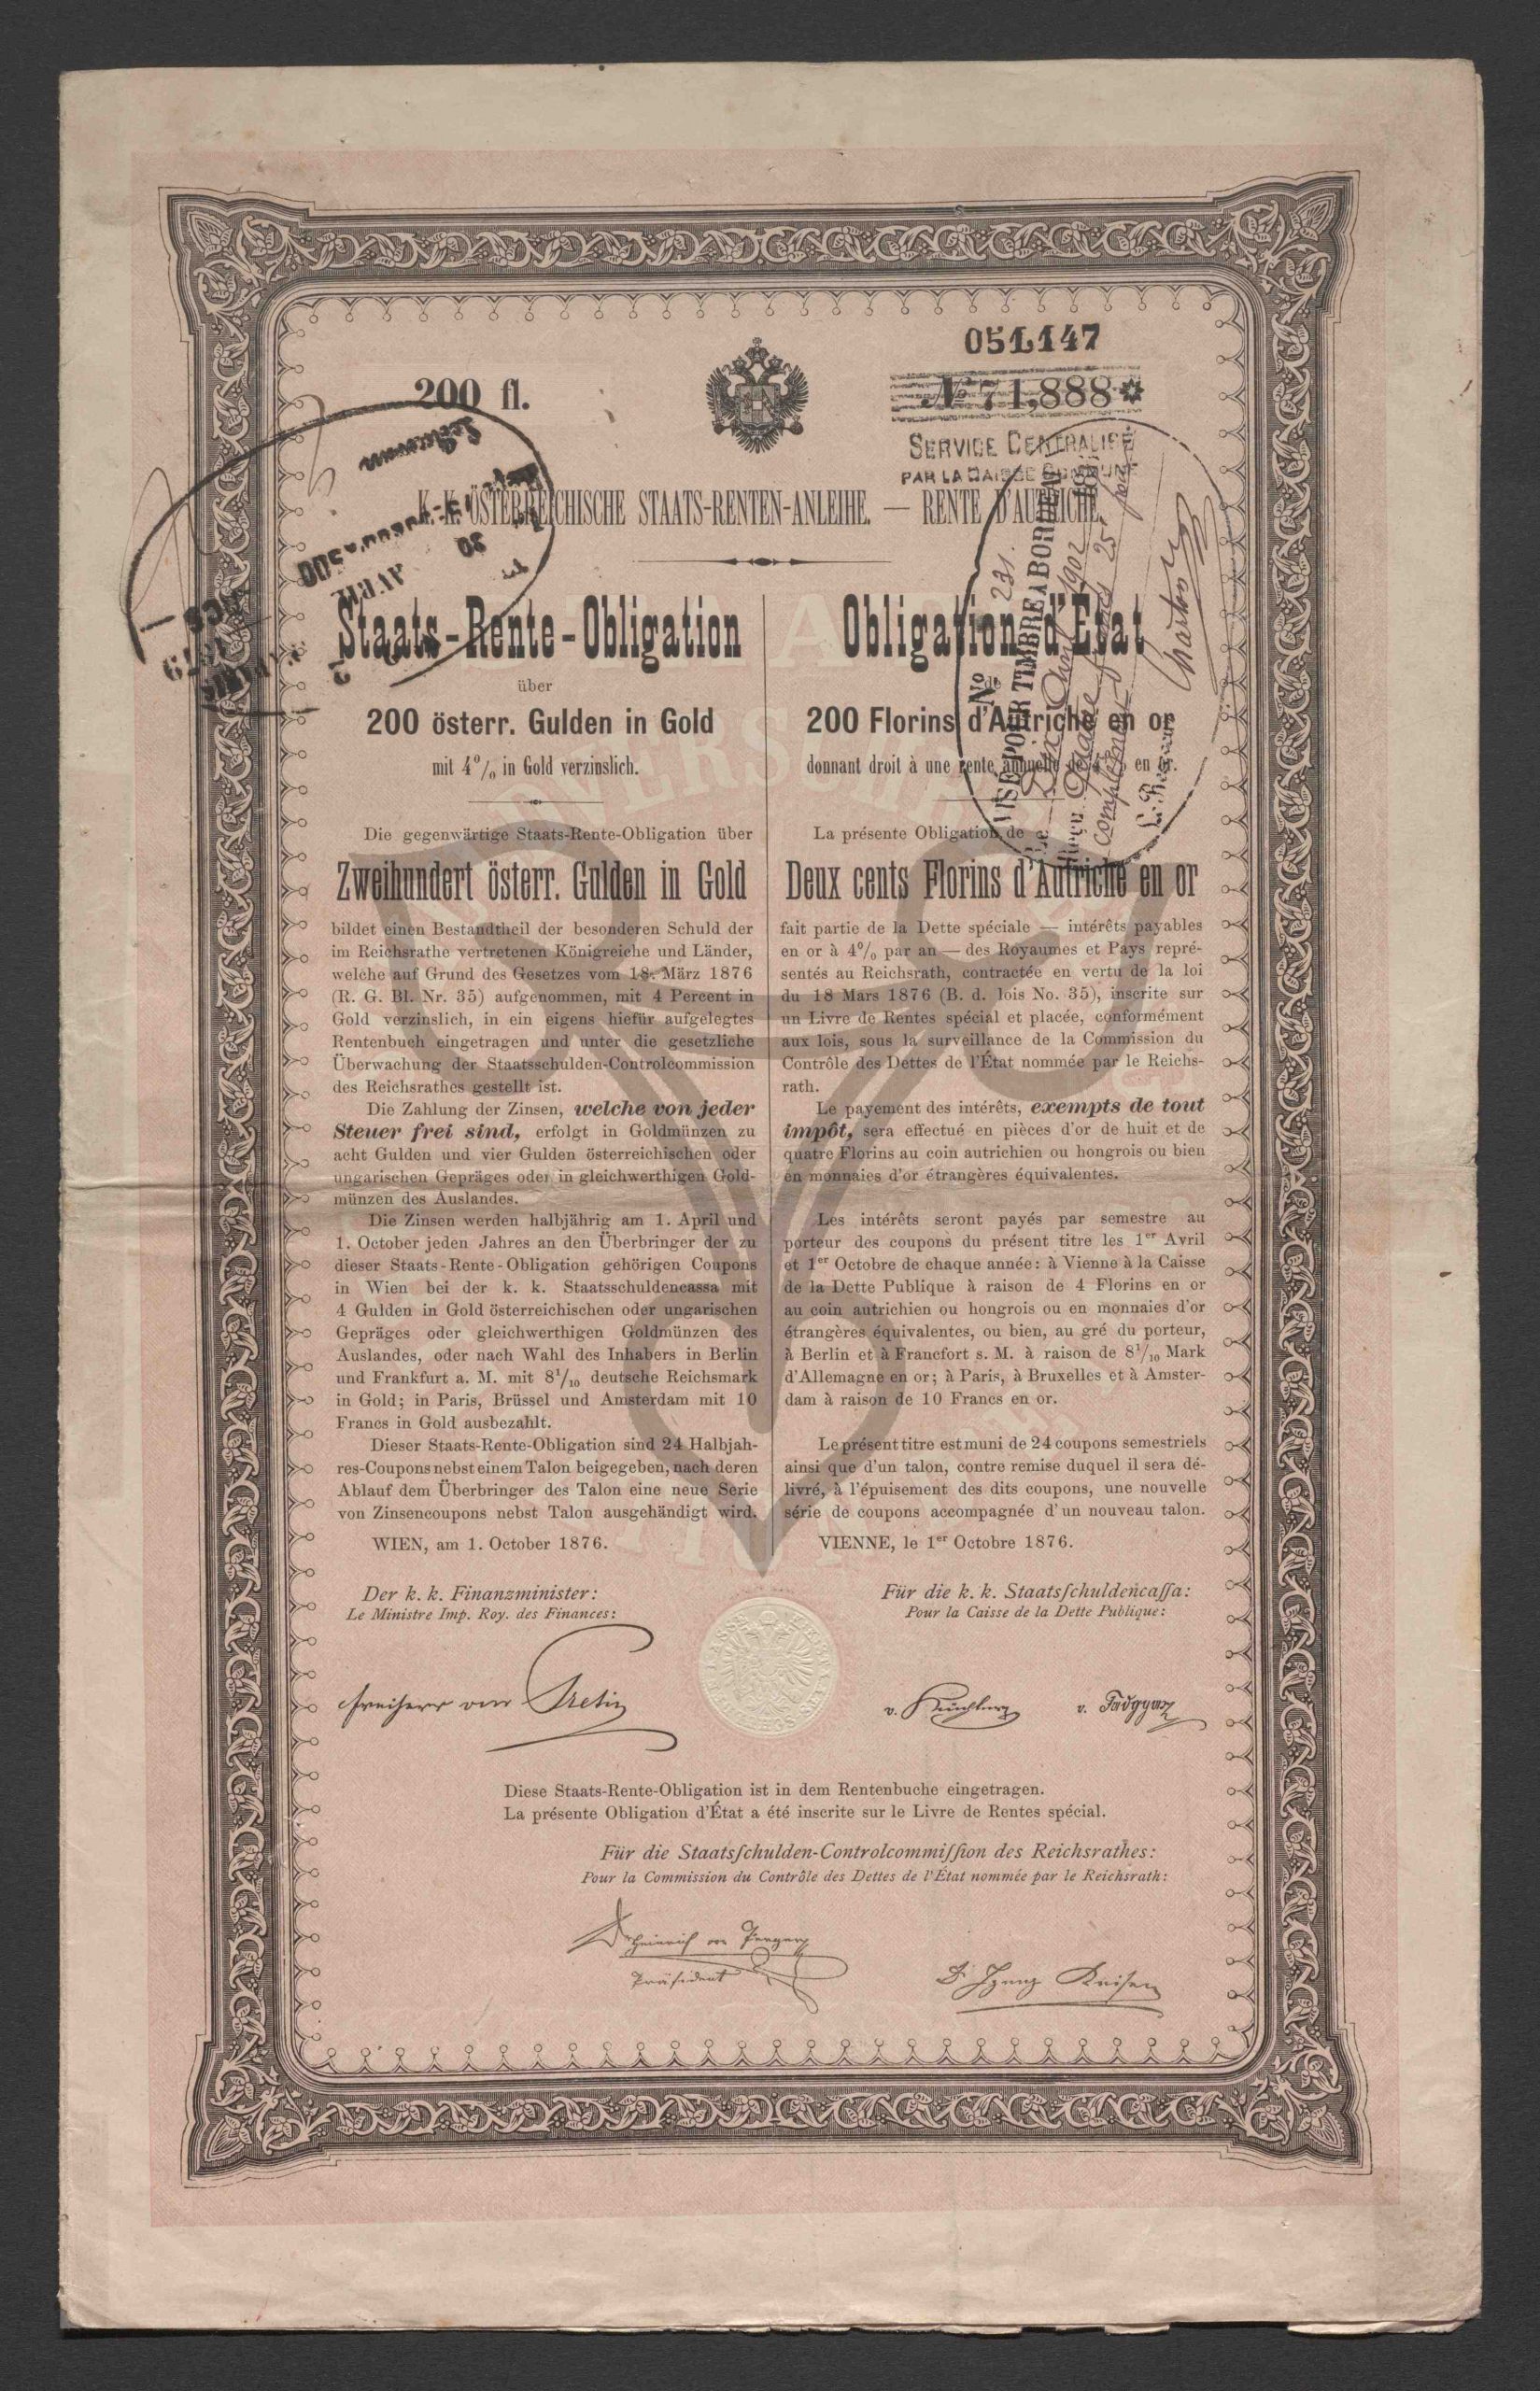 051147
200 fl.
№ 71,888
SERVICE CENTRALISÉ
PAR LA CAISSE COMMUNE
K. K. ÖSTERREICHISCHE STAATS-RENTEN-ANLEIHE. — RENTE D'AUTRICHE.
Staats-Rente-Obligation
über
200 österr. Gulden in Gold
mit 4% in Gold verzinslich.
Die gegenwärtige Staats-Rente-Obligation über
Zweihundert österr. Gulden in Gold
bildet einen Bestandtheil der besonderen Schuld der
im Reichsrathe vertretenen Königreiche und Länder,
welche auf Grund des Gesetzes vom 18. März 1876
(R. G. Bl. Nr. 35) aufgenommen, mit 4 Percent in
Gold verzinslich, in ein eigens hiefür aufgelegtes
Rentenbuch eingetragen und unter die gesetzliche
Überwachung der Staatsschulden-Controlcommission
des Reichsrathes gestellt ist.
Die Zahlung der Zinsen, welche von jeder
Steuer frei sind, erfolgt in Goldmünzen zu
acht Gulden und vier Gulden österreichischen oder
ungarischen Gepräges oder in gleichwerthigen Gold-
münzen des Auslandes.
Die Zinsen werden halbjährig am 1. April und
1. October jeden Jahres an den Überbringer der zu
dieser Staats-Rente-Obligation gehörigen Coupons
in Wien bei der k. k. Staatsschuldencassa mit
4 Gulden in Gold österreichischen oder ungarischen
Gepräges oder gleichwerthigen Goldmünzen des
Auslandes, oder nach Wahl des Inhabers in Berlin
und Frankfurt a. M. mit 8 1/10 deutsche Reichsmark
in Gold; in Paris, Brüssel und Amsterdam mit 10
Francs in Gold ausbezahlt.
Dieser Staats-Rente-Obligation sind 24 Halbjah-
res-Coupons nebst einem Talon beigegeben, nach deren
Ablauf dem Überbringer des Talon eine neue Serie
von Zinsencoupons nebst Talon ausgehändigt wird.
WIEN, am 1. October 1876.
Obligation d'État
de
200 Florins d'Autriche en or
donnant droit à une rente annuelle de 4% en or.
La présente Obligation de
Deux cents Florins d'Autriche en or
fait partie de la Dette spéciale — intérêts payables
en or à 4% par an — des Royaumes et Pays repré-
sentés au Reichsrath, contractée en vertu de la loi
du 18 Mars 1876 (B. d. lois No. 35), inscrite sur
un Livre de Rentes spécial et placée, conformément
aux lois, sous la surveillance de la Commission du
Contrôle des Dettes de l'État nommée par le Reichs-
rath.
Le payement des intérêts, exempts de tout
impôt, sera effectué en pièces d'or de huit et de
quatre Florins au coin autrichien ou hongrois ou bien
en monnaies d'or étrangères équivalentes.
Les intérêts seront payés par semestre au
porteur des coupons du présent titre les 1er Avril
et 1er Octobre de chaque année: à Vienne à la Caisse
de la Dette Publique à raison de 4 Florins en or
au coin autrichien ou hongrois ou en monnaies d'or
étrangères équivalentes, ou bien, au gré du porteur,
à Berlin et à Francfort s. M. à raison de 8 1/10 Mark
d'Allemagne en or; à Paris, à Bruxelles et à Amster-
dam à raison de 10 Francs en or.
Le présent titre est muni de 24 coupons semestriels
ainsi que d'un talon, contre remise duquel il sera dé-
livré, à l'épuisement des dits coupons, une nouvelle
série de coupons accompagnée d'un nouveau talon.
VIENNE, le 1er Octobre 1876.
No 231.
VISÉ POUR TIMBRE A BORDEAUX
1902
Der k. k. Finanzminister:
Le Ministre Imp. Roy. des Finances:
Freiherr von Pretis
Für die k. k. Staatsschuldencassa:
Pour la Caisse de la Dette Publique:
Diese Staats-Rente-Obligation ist in dem Rentenbuche eingetragen.
La présente Obligation d'État a été inscrite sur le Livre de Rentes spécial.
Für die Staatsschulden-Controlcommission des Reichsrathes:
Pour la Commission du Contrôle des Dettes de l'État nommée par le Reichsrath:
Dr Heinrich von Perger
Präsident
Dr Ignaz Kaiser